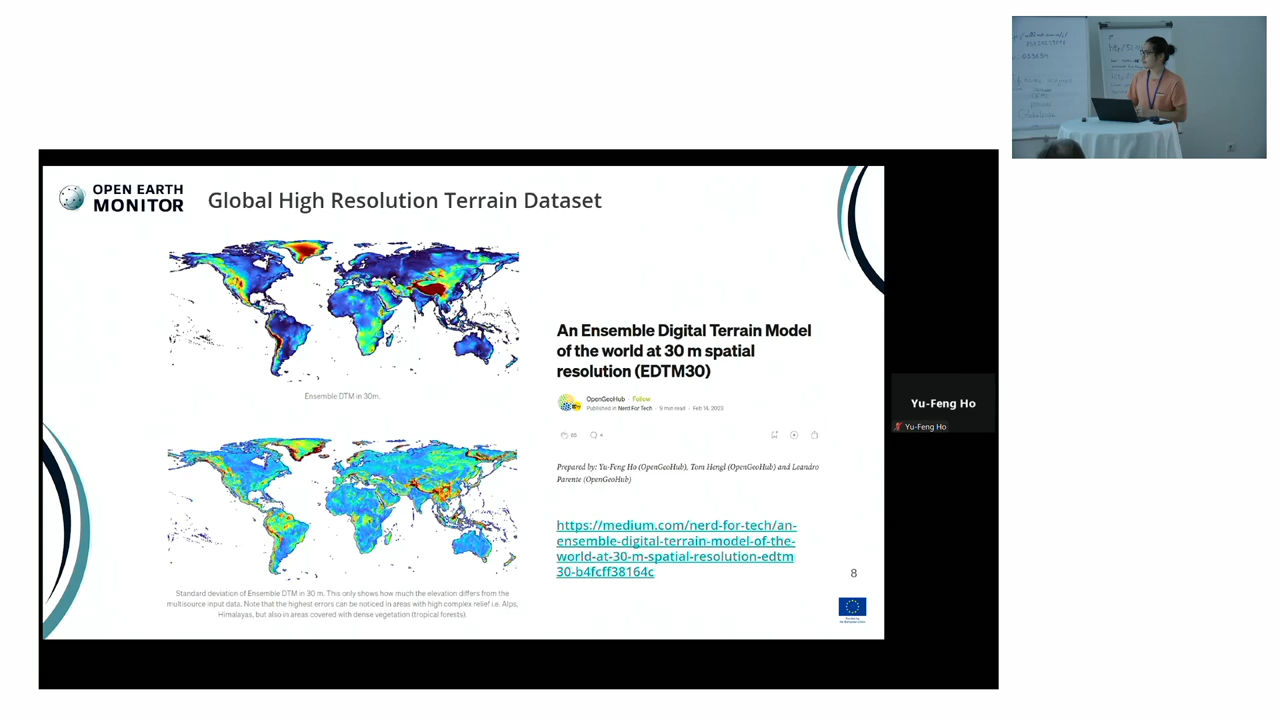 OPEN EARTH
MONITOR
Global High Resolution Terrain Dataset
Ensemble DTM in 30m.
Standard deviation of Ensemble DTM in 30 m. This only shows how much the elevation differs from the
multisource input data. Note that the highest errors can be noticed in areas with high complex relief i.e. Alps,
Himalayas, but also in areas covered with dense vegetation (tropical forests).
An Ensemble Digital Terrain Model
of the world at 30 m spatial
resolution (EDTM30)
OpenGeoHub · Follow
Published in Nerd For Tech · 9 min read · Feb 14, 2023
Prepared by: Yu-Feng Ho (OpenGeoHub), Tom Hengl (OpenGeoHub) and Leandro
Parente (OpenGeoHub)
https://medium.com/nerd-for-tech/an-
ensemble-digital-terrain-model-of-the-
world-at-30-m-spatial-resolution-edtm
30-b4fcff38164c
8
Yu-Feng Ho
Yu-Feng Ho